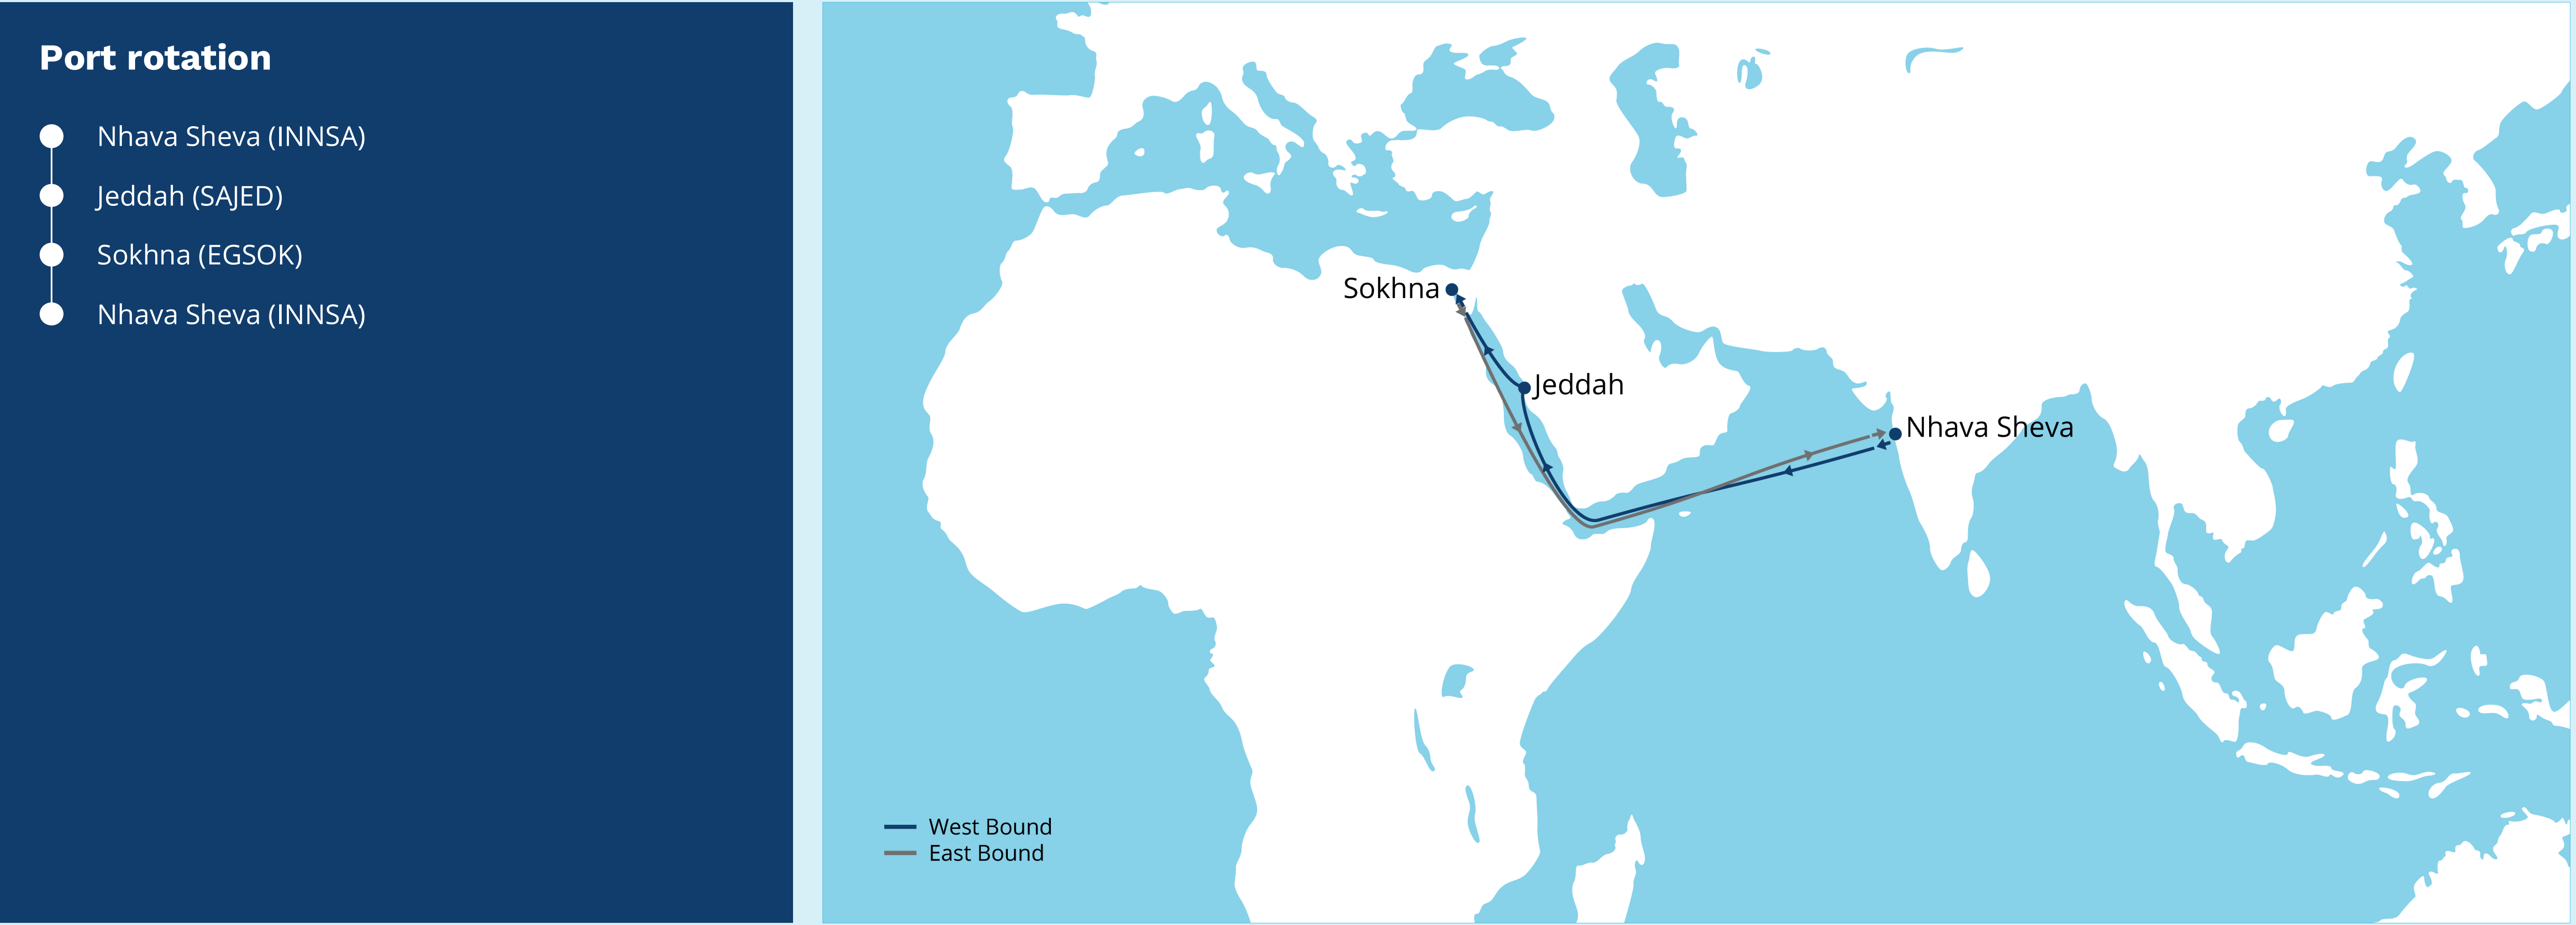 Port rotation
Nhava Sheva (INNSA)
Jeddah (SAJED)
Sokhna (EGSOK)
Nhava Sheva (INNSA)
Sokhna
Jeddah
Nhava Sheva
West Bound
East Bound